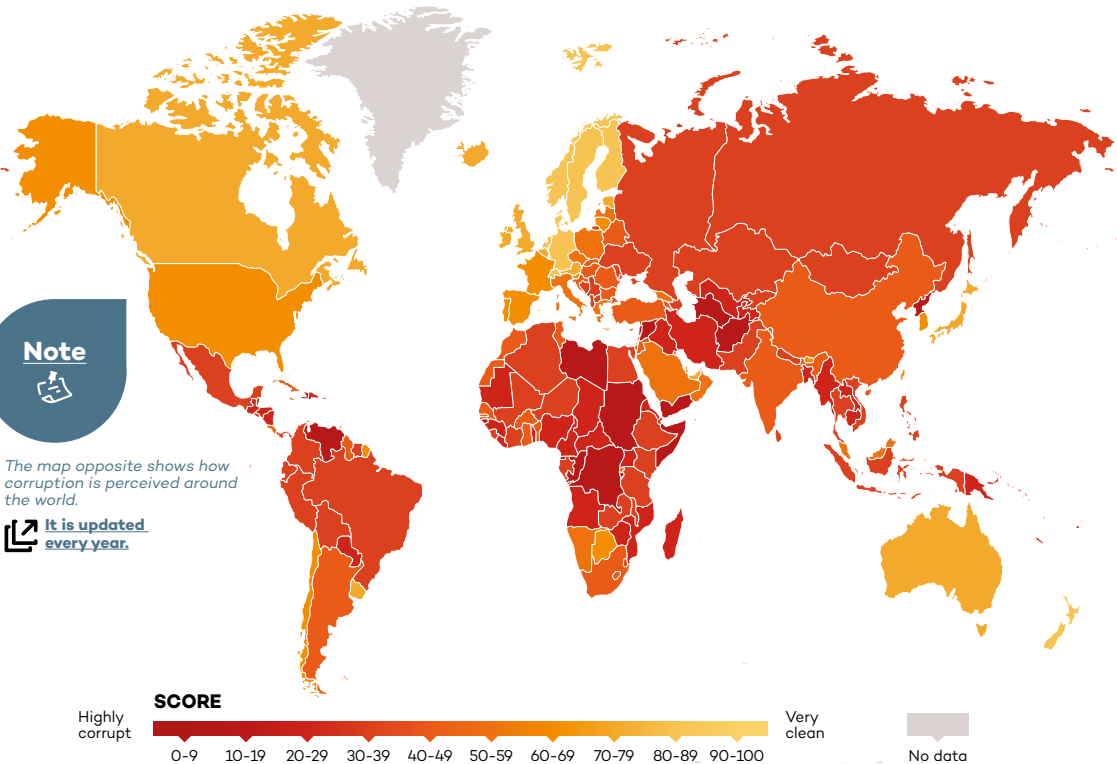 Note
The map opposite shows how
corruption is perceived around
the world.
It is updated
every year.
SCORE
Highly
corrupt
Very
clean
0-9 10-19 20-29 30-39 40-49 50-59 60-69 70-79 80-89 90-100
No data